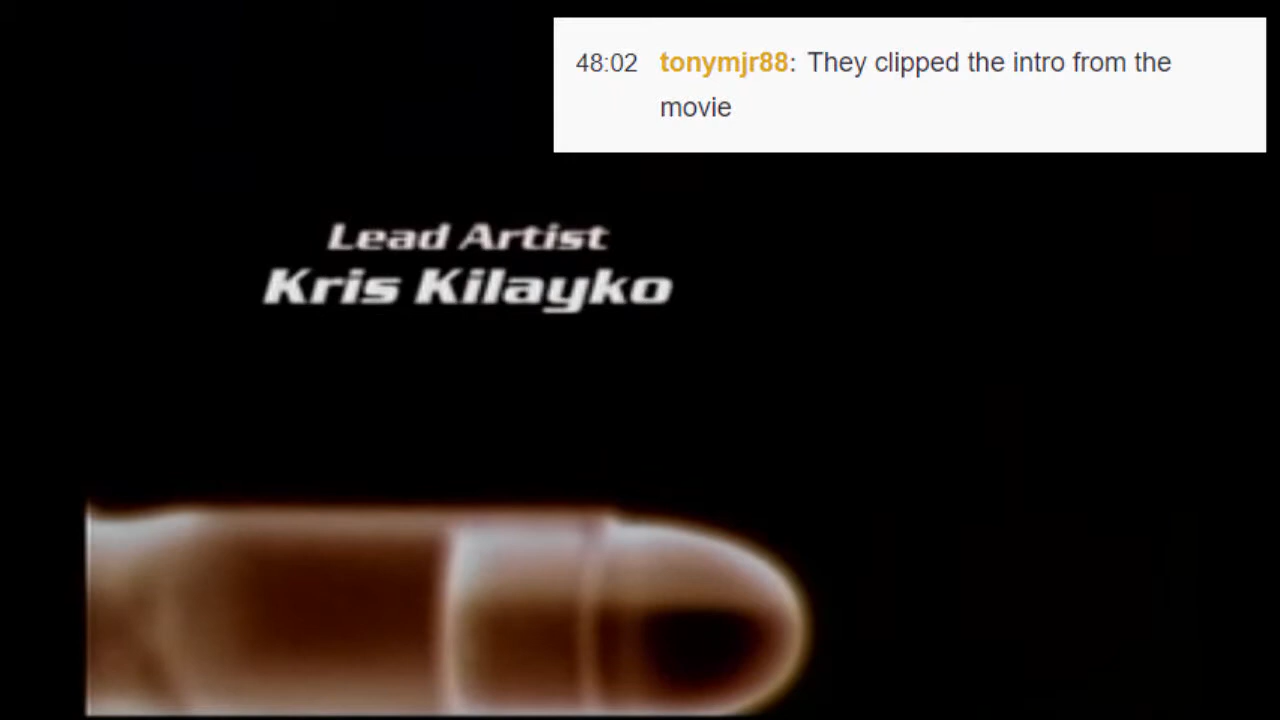 48:02 tonymjr88: They clipped the intro from the
movie
Lead Artist
Kris Kilayko